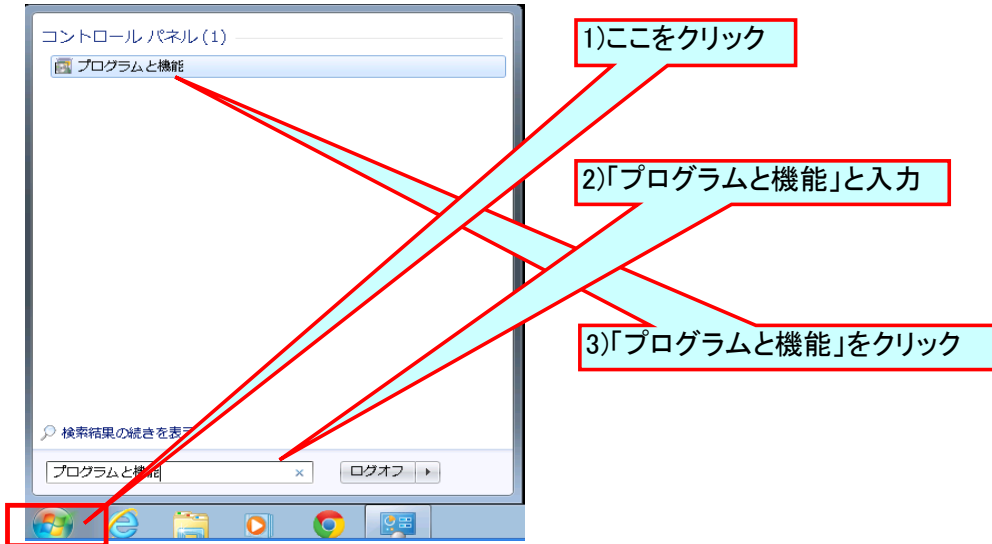 コントロール パネル (1)
プログラムと機能
1)ここをクリック
2)「プログラムと機能」と入力
3)「プログラムと機能」をクリック
検索結果の続きを表示
プログラムと機能
ログオフ